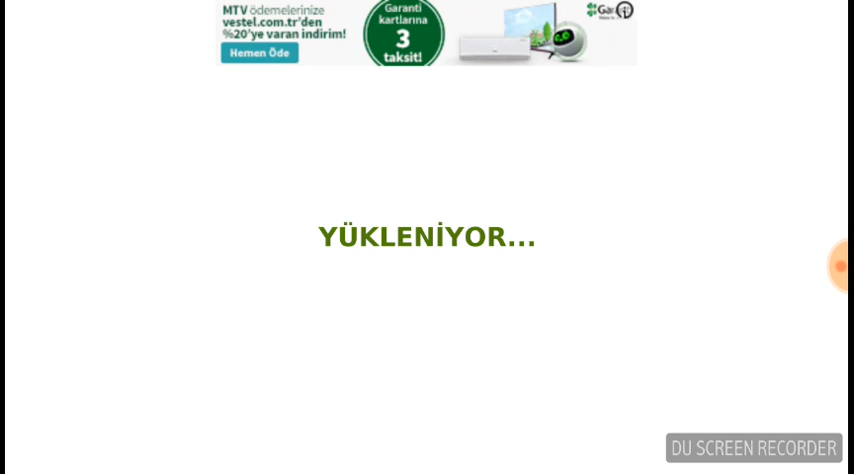 MTV ödemelerinize
vestel.com.tr'den
%20'ye varan indirim!
Hemen Öde
Garanti
kartlarına
3
taksit!
YÜKLENİYOR...
DU SCREEN RECORDER